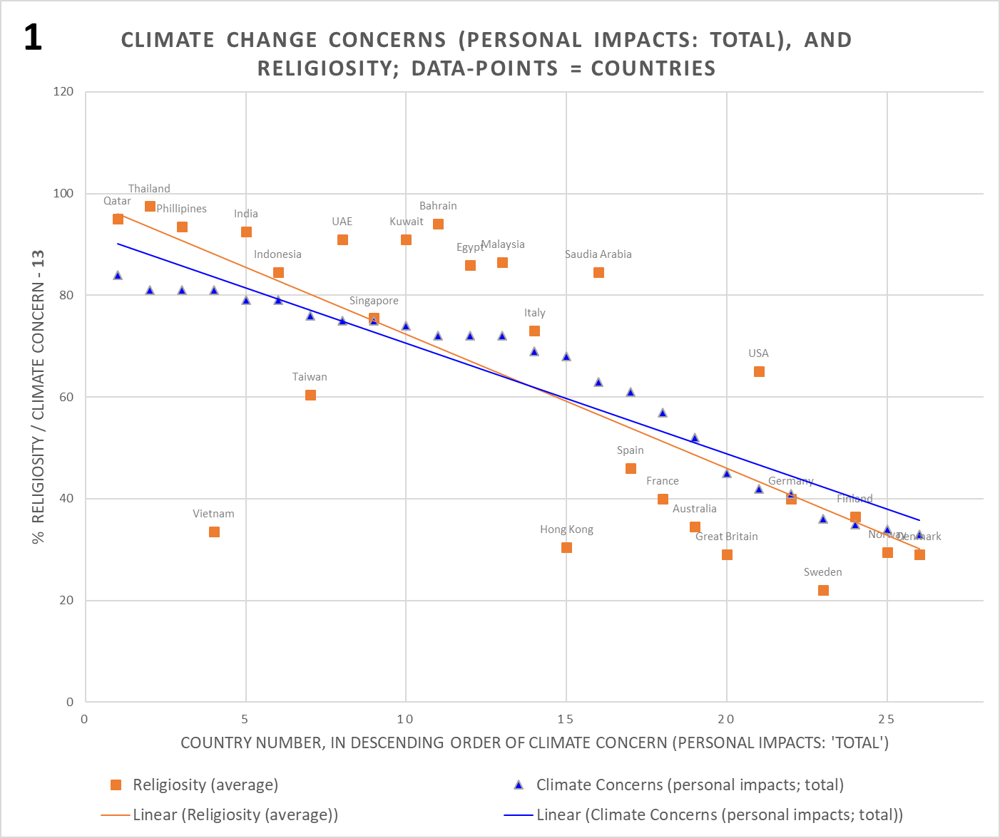 1
CLIMATE CHANGE CONCERNS (PERSONAL IMPACTS: TOTAL), AND
RELIGIOSITY; DATA-POINTS = COUNTRIES
% RELIGIOSITY / CLIMATE CONCERN - 13
120
100
80
60
40
20
0
Thailand
Qatar
Phillipines
India
Bahrain
UAE
Kuwait
Egypt
Malaysia
Indonesia
Saudia Arabia
Singapore
Italy
USA
Taiwan
Spain
France
Germany
Finland
Australia
Vietnam
Hong Kong
Great Britain
Norway
Denmark
Sweden
0 5 10 15 20 25
COUNTRY NUMBER, IN DESCENDING ORDER OF CLIMATE CONCERN (PERSONAL IMPACTS: 'TOTAL')
Religiosity (average)
Climate Concerns (personal impacts; total)
Linear (Religiosity (average))
Linear (Climate Concerns (personal impacts; total))